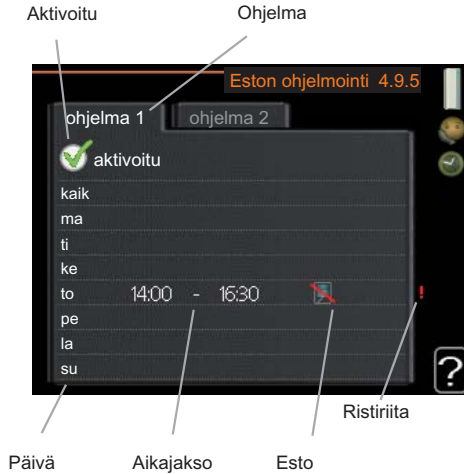 Aktivoitu Ohjelma
Eston ohjelmointi 4.9.5
ohjelma 1 ohjelma 2
aktivoitu
kaik
ma
ti
ke
to 14:00 - 16:30 !
pe
la
su
?
Ristiriita
Päivä Aikajakso Esto